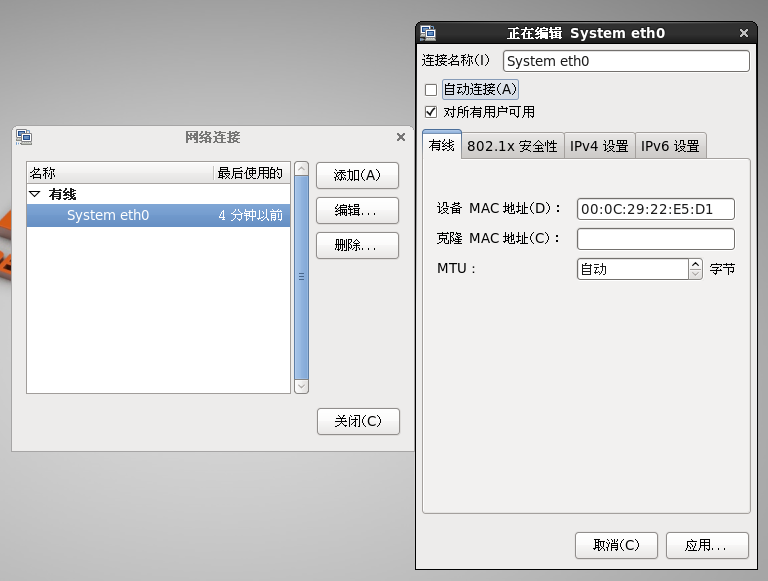 网络连接
名称 最后使用的
有线
System eth0 4 分钟以前
添加(A)
编辑...
删除...
关闭(C)
正在编辑 System eth0
连接名称(I) System eth0
自动连接(A)
对所有用户可用
有线 802.1x 安全性 IPv4 设置 IPv6 设置
设备 MAC 地址(D)： 00:0C:29:22:E5:D1
克隆 MAC 地址(C)：
MTU： 自动 字节
取消(C) 应用...